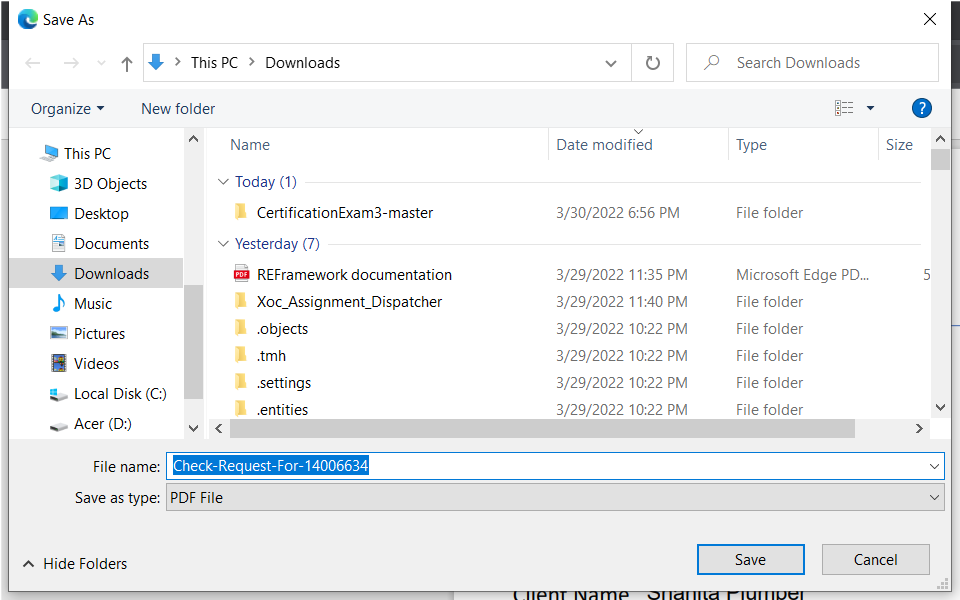 Save As
This PC > Downloads
Search Downloads
Organize New folder
?
Name Date modified Type Size
This PC
3D Objects
Desktop
Documents
Downloads
Music
Pictures
Videos
Local Disk (C:)
Acer (D:)
Today (1)
CertificationExam3-master 3/30/2022 6:56 PM File folder
Yesterday (7)
PDF REFramework documentation 3/29/2022 11:35 PM Microsoft Edge PD... 5
Xoc_Assignment_Dispatcher 3/29/2022 11:40 PM File folder
.objects 3/29/2022 10:22 PM File folder
.tmh 3/29/2022 10:22 PM File folder
.settings 3/29/2022 10:22 PM File folder
.entities 3/29/2022 10:22 PM File folder
File name: Check-Request-For-14006634
Save as type: PDF File
Hide Folders
Save Cancel
Client Name Shanita Plumber